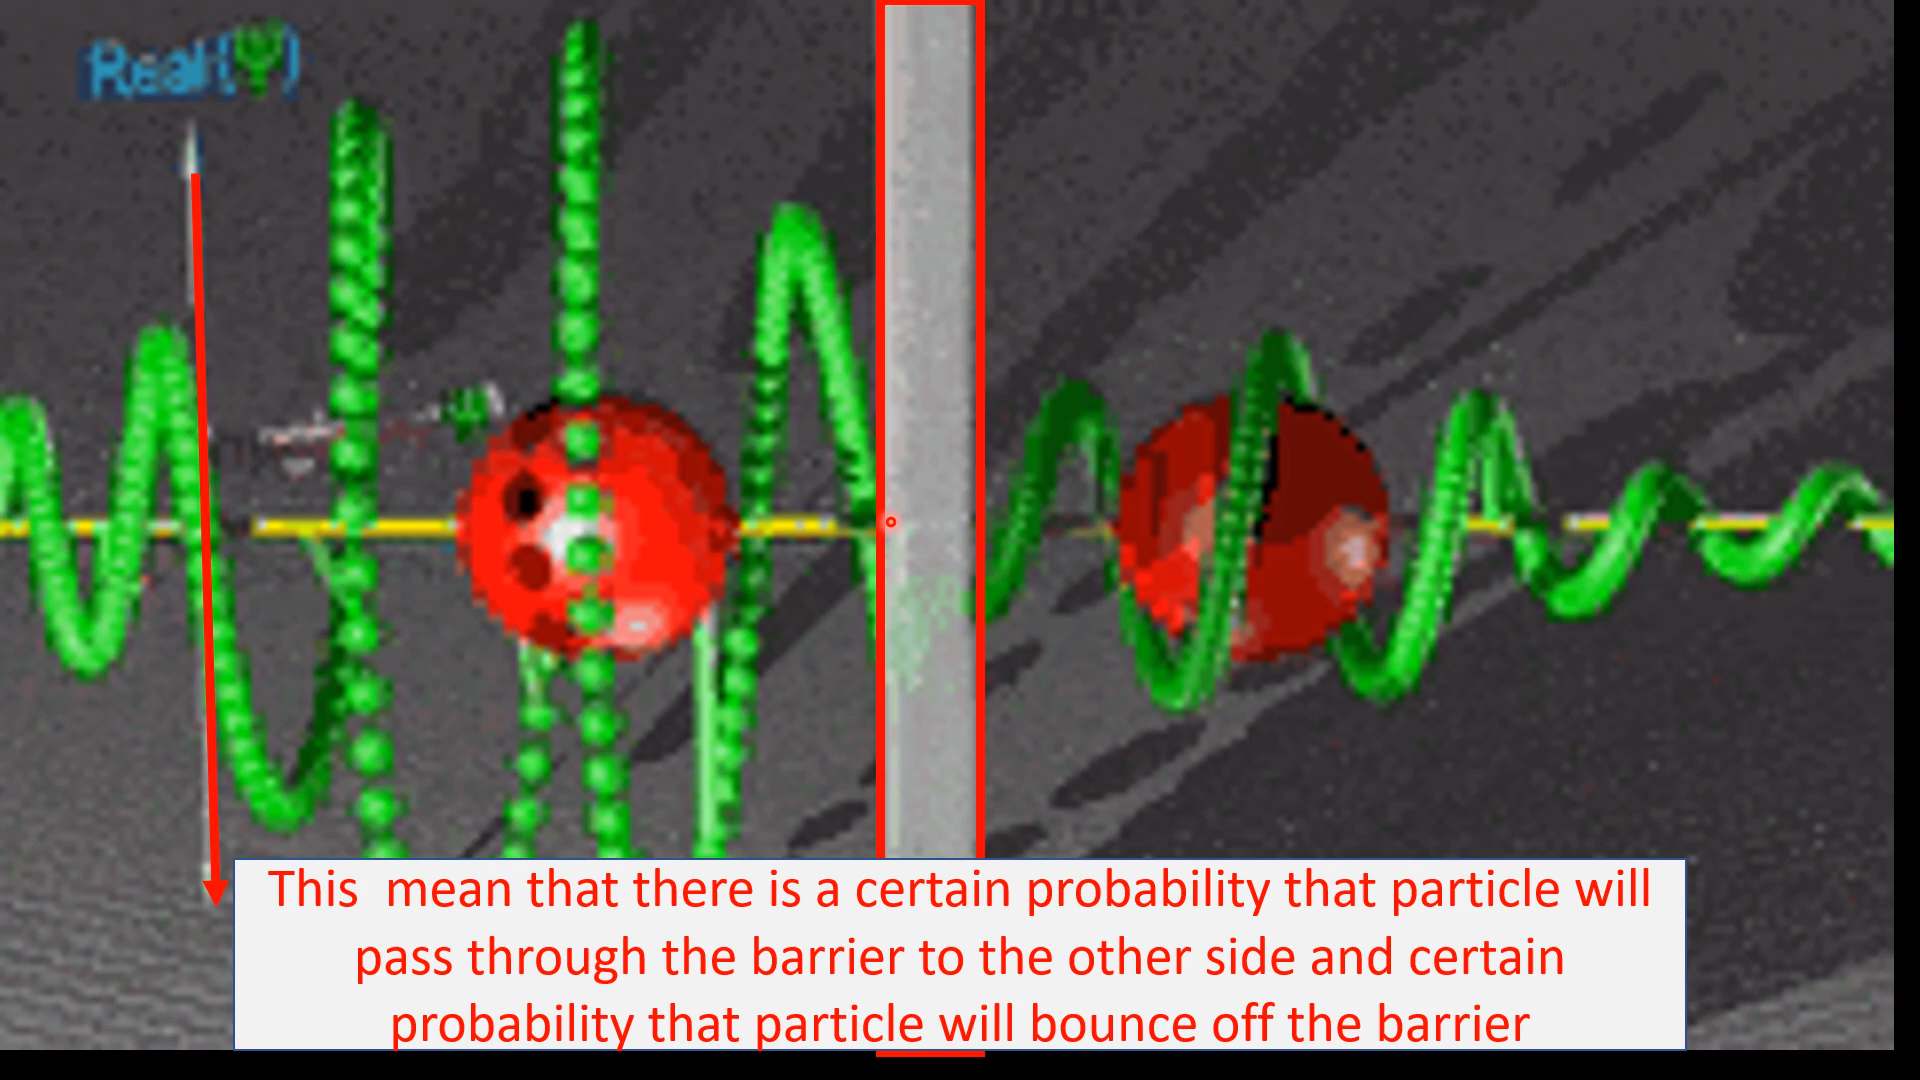 Real(Ψ)
This  mean that there is a certain probability that particle will
pass through the barrier to the other side and certain
probability that particle will bounce off the barrier